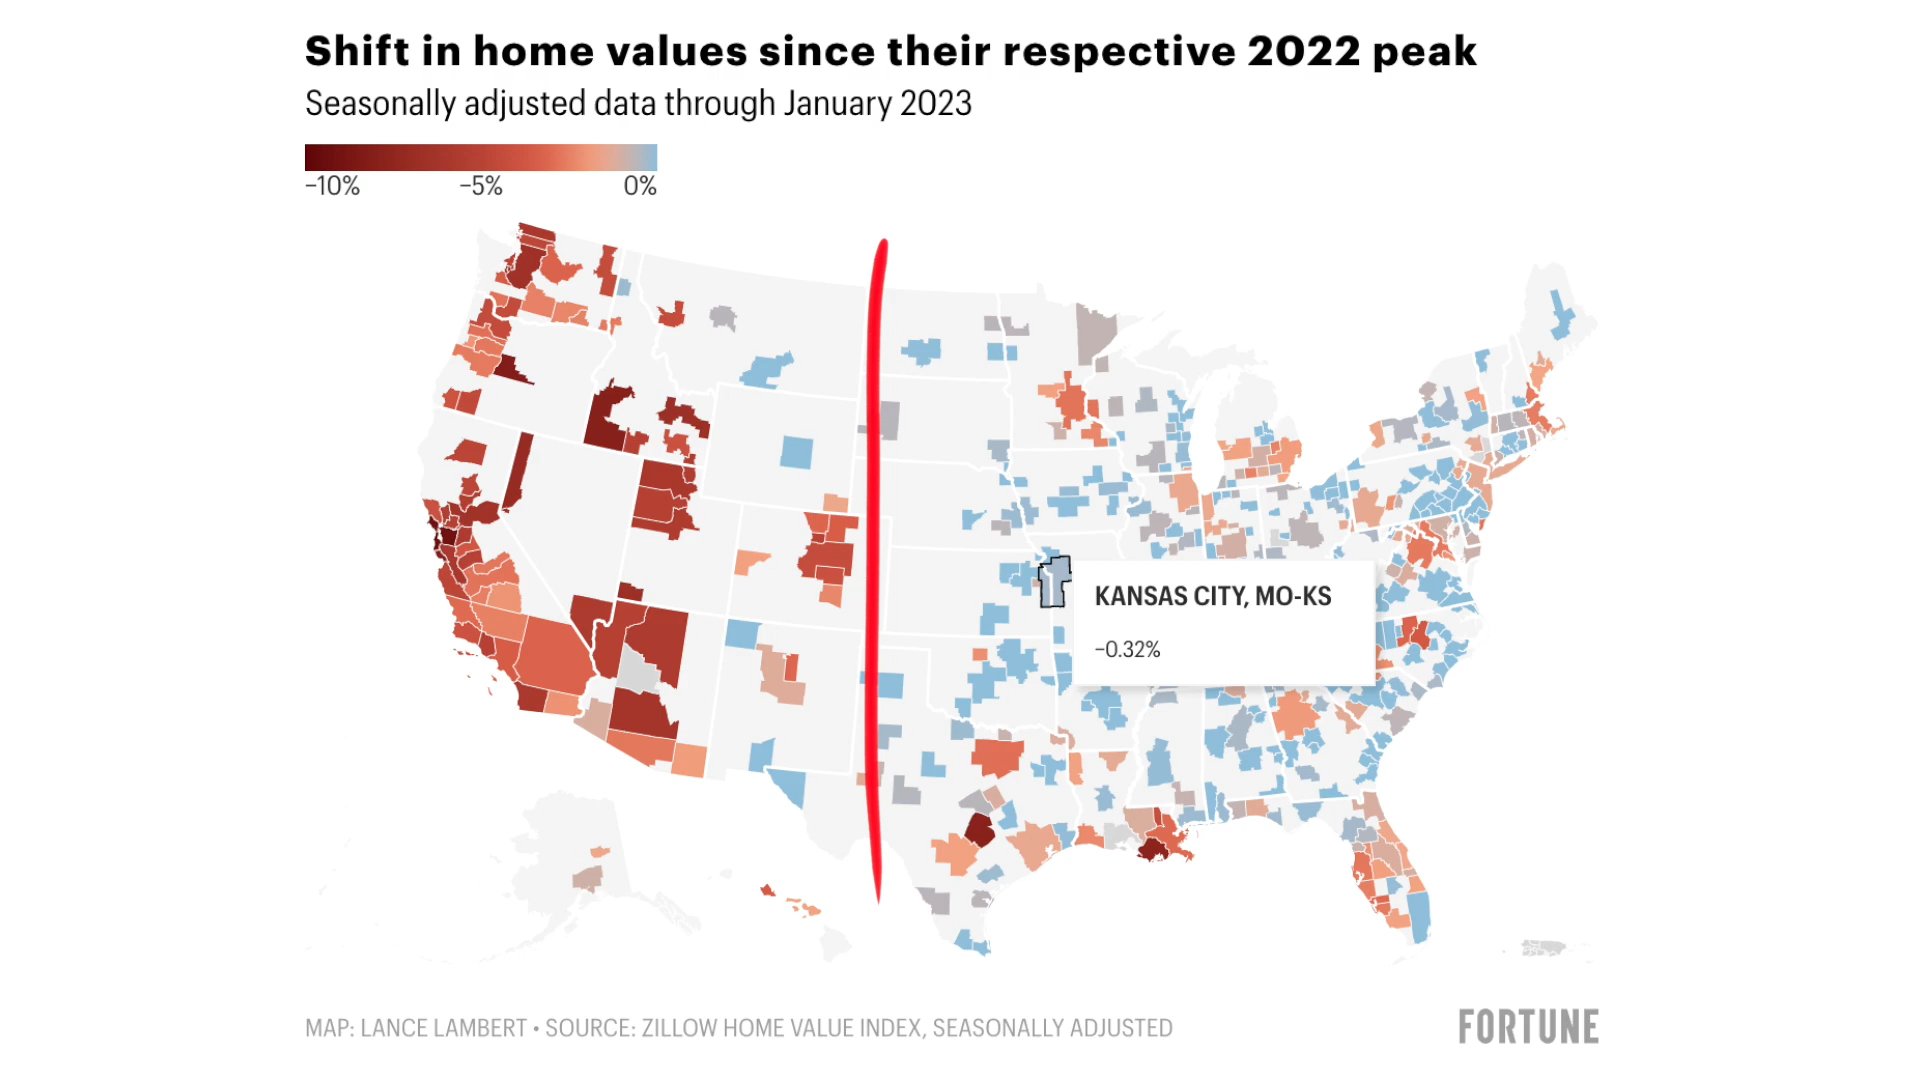 Shift in home values since their respective 2022 peak
Seasonally adjusted data through January 2023
−10% −5% 0%
KANSAS CITY, MO-KS
−0.32%
MAP: LANCE LAMBERT • SOURCE: ZILLOW HOME VALUE INDEX, SEASONALLY ADJUSTED
FORTUNE